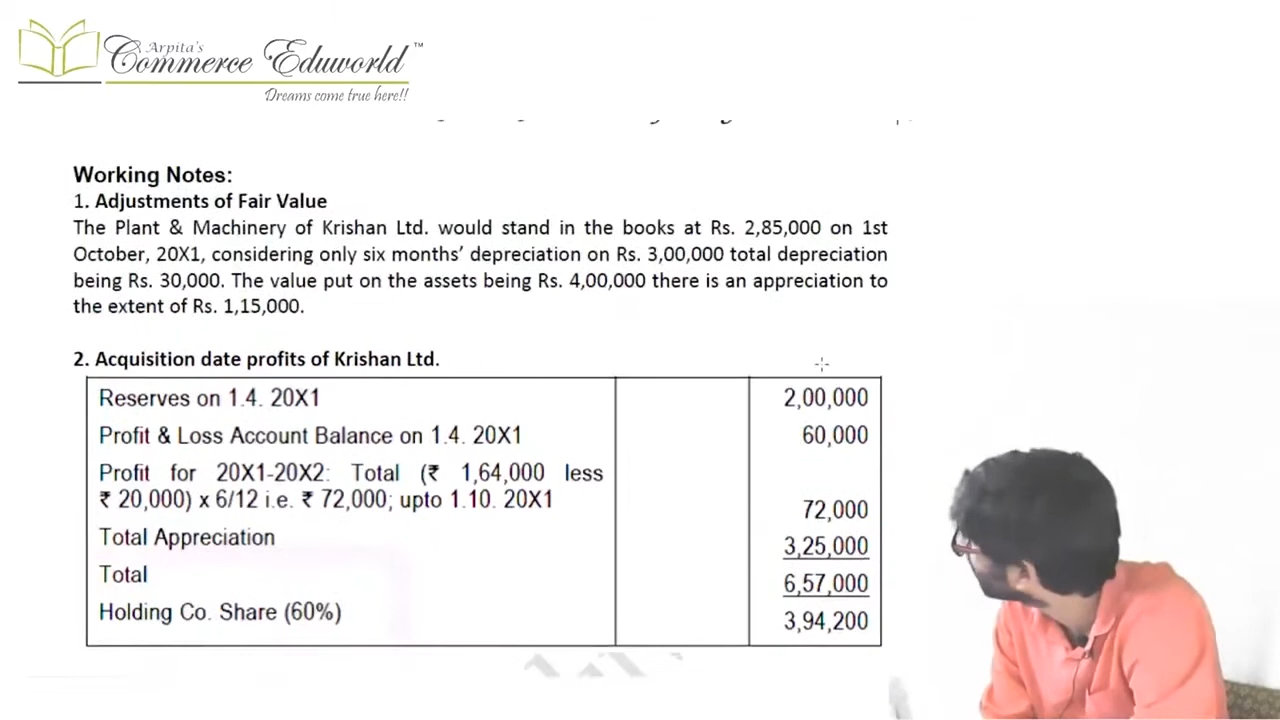 Arpita's
Commerce Eduworld™
Dreams come true here!!
Working Notes:
1. Adjustments of Fair Value
The Plant & Machinery of Krishan Ltd. would stand in the books at Rs. 2,85,000 on 1st
October, 20X1, considering only six months' depreciation on Rs. 3,00,000 total depreciation
being Rs. 30,000. The value put on the assets being Rs. 4,00,000 there is an appreciation to
the extent of Rs. 1,15,000.
2. Acquisition date profits of Krishan Ltd.
Reserves on 1.4. 20X1 2,00,000
Profit & Loss Account Balance on 1.4. 20X1 60,000
Profit for 20X1-20X2: Total (₹ 1,64,000 less
₹ 20,000) x 6/12 i.e. ₹ 72,000; upto 1.10. 20X1 72,000
Total Appreciation 3,25,000
Total 6,57,000
Holding Co. Share (60%) 3,94,200